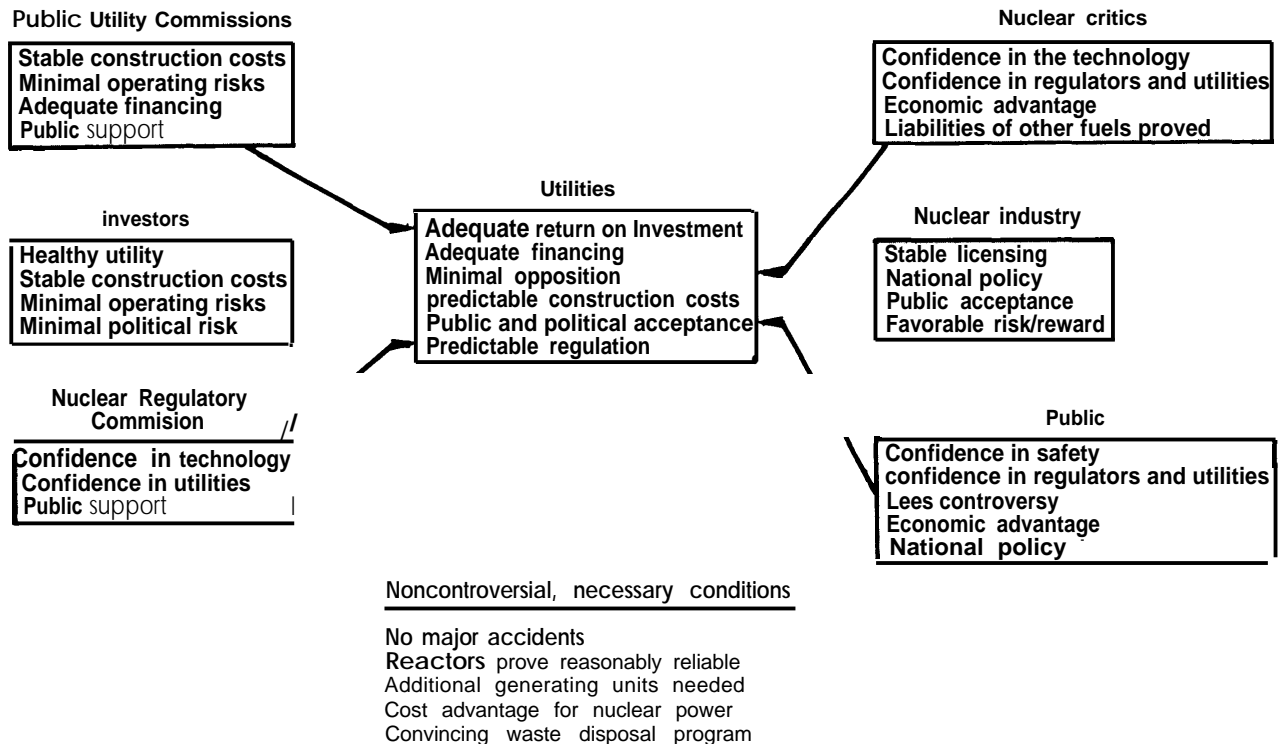 Public Utility Commissions
Stable construction costs
Minimal operating risks
Adequate financing
Public support
investors
Healthy utility
Stable construction costs
Minimal operating risks
Minimal political risk
Nuclear Regulatory
Commision
Confidence in technology
Confidence in utilities
Public support
Utilities
Adequate return on Investment
Adequate financing
Minimal opposition
predictable construction costs
Public and political acceptance
Predictable regulation
Nuclear critics
Confidence in the technology
Confidence in regulators and utilities
Economic advantage
Liabilities of other fuels proved
Nuclear industry
Stable licensing
National policy
Public acceptance
Favorable risk/reward
Public
Confidence in safety
confidence in regulators and utilities
Lees controversy
Economic advantage
National policy
Noncontroversial, necessary conditions
No major accidents
Reactors prove reasonably reliable
Additional generating units needed
Cost advantage for nuclear power
Convincing waste disposal program